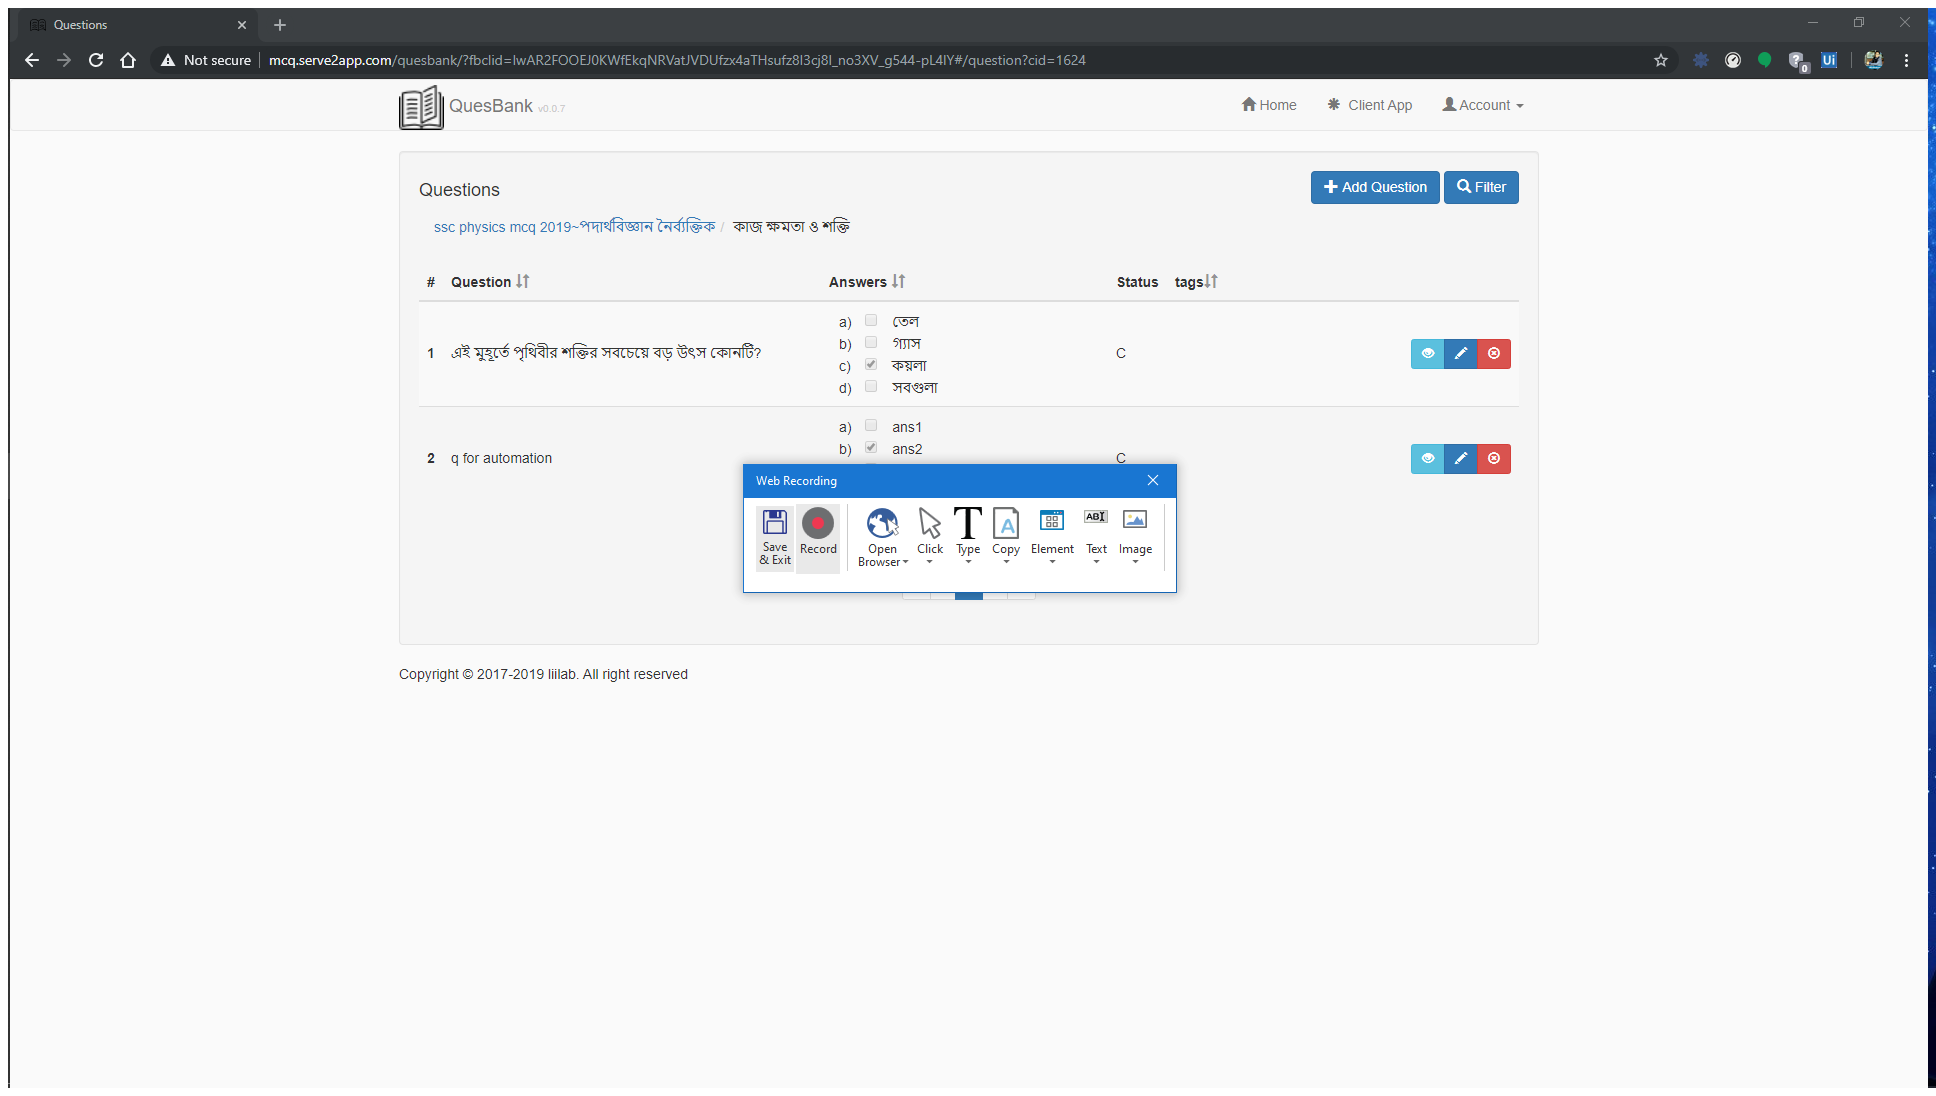 Questions
Not secure mcq.serve2app.com/quesbank/?fbclid=IwAR2FOOEJ0KWfEkqNRVatJVDUfzx4aTHsufz8I3cj8I_no3XV_g544-pL4IY#/question?cid=1624
0 Ui
QuesBank v0.0.7 Home Client App Account
Questions Add Question Filter
ssc physics mcq 2019~পদার্থবিজ্ঞান নৈর্ব্যক্তিক / কাজ ক্ষমতা ও শক্তি
# Question Answers Status tags
a) তেল
b) গ্যাস
1 এই মুহূর্তে পৃথিবীর শক্তির সবচেয়ে বড় উৎস কোনটি? C
c) কয়লা
d) সবগুলা
a) ans1
b) ans2
2 q for automation C
Web Recording
Save & Exit
Record
Open Browser
Click
Type
Copy
Element
Text
Image
Copyright © 2017-2019 liilab. All right reserved